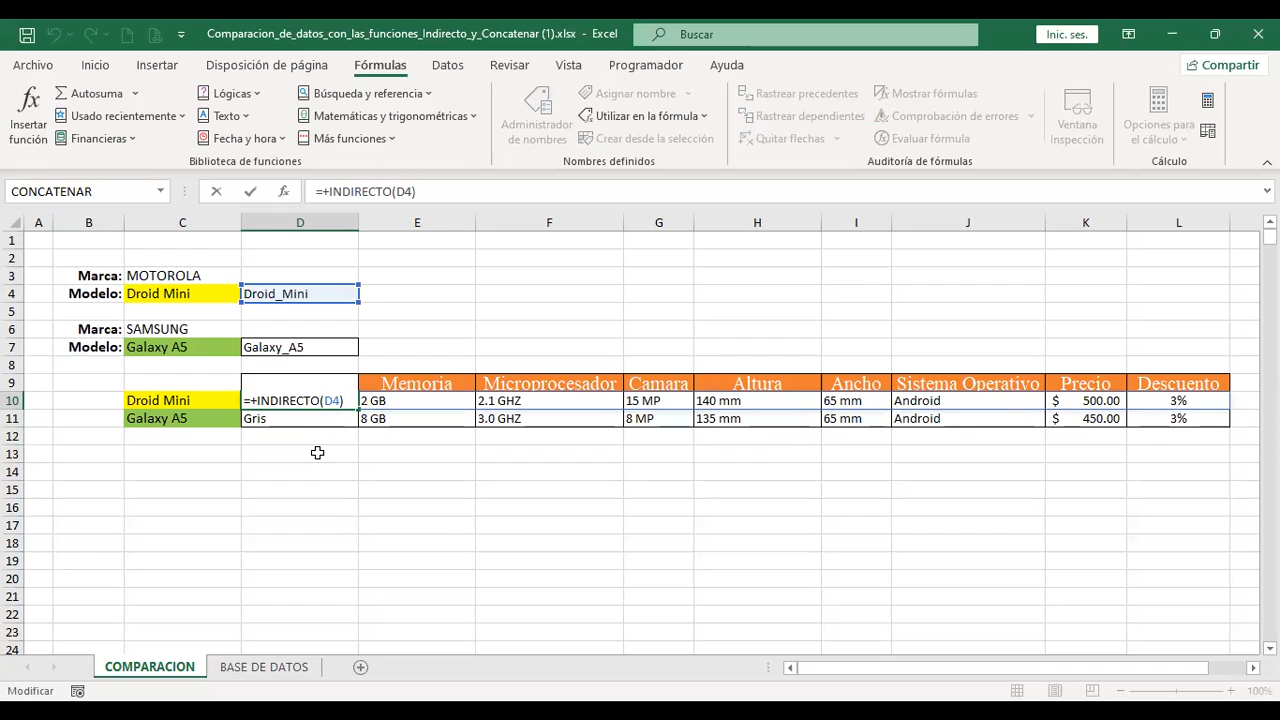 Comparacion_de_datos_con_las_funciones_Indirecto_y_Concatenar (1).xlsx - Excel
Buscar
Inic. ses.
Archivo Inicio Insertar Disposición de página Fórmulas Datos Revisar Vista Programador Ayuda Compartir
fx Insertar función
Autosuma
Usado recientemente
Financieras
Lógicas
Texto
Fecha y hora
Búsqueda y referencia
Matemáticas y trigonométricas
Más funciones
Biblioteca de funciones
Administrador de nombres
Asignar nombre
Utilizar en la fórmula
Crear desde la selección
Nombres definidos
Rastrear precedentes
Rastrear dependientes
Quitar flechas
Mostrar fórmulas
Comprobación de errores
Evaluar fórmula
Auditoría de fórmulas
Ventana Inspección
Opciones para el cálculo
Cálculo
CONCATENAR fx =+INDIRECTO(D4)
A B C D E F G H I J K L
1
2
3 Marca: MOTOROLA
4 Modelo: Droid Mini Droid_Mini
5
6 Marca: SAMSUNG
7 Modelo: Galaxy A5 Galaxy_A5
8
9 Memoria Microprocesador Camara Altura Ancho Sistema Operativo Precio Descuento
10 Droid Mini =+INDIRECTO(D4) 2 GB 2.1 GHZ 15 MP 140 mm 65 mm Android $ 500.00 3%
11 Galaxy A5 Gris 8 GB 3.0 GHZ 8 MP 135 mm 65 mm Android $ 450.00 3%
12
13
14
15
16
17
18
19
20
21
22
23
24
COMPARACION BASE DE DATOS
Modificar 100%